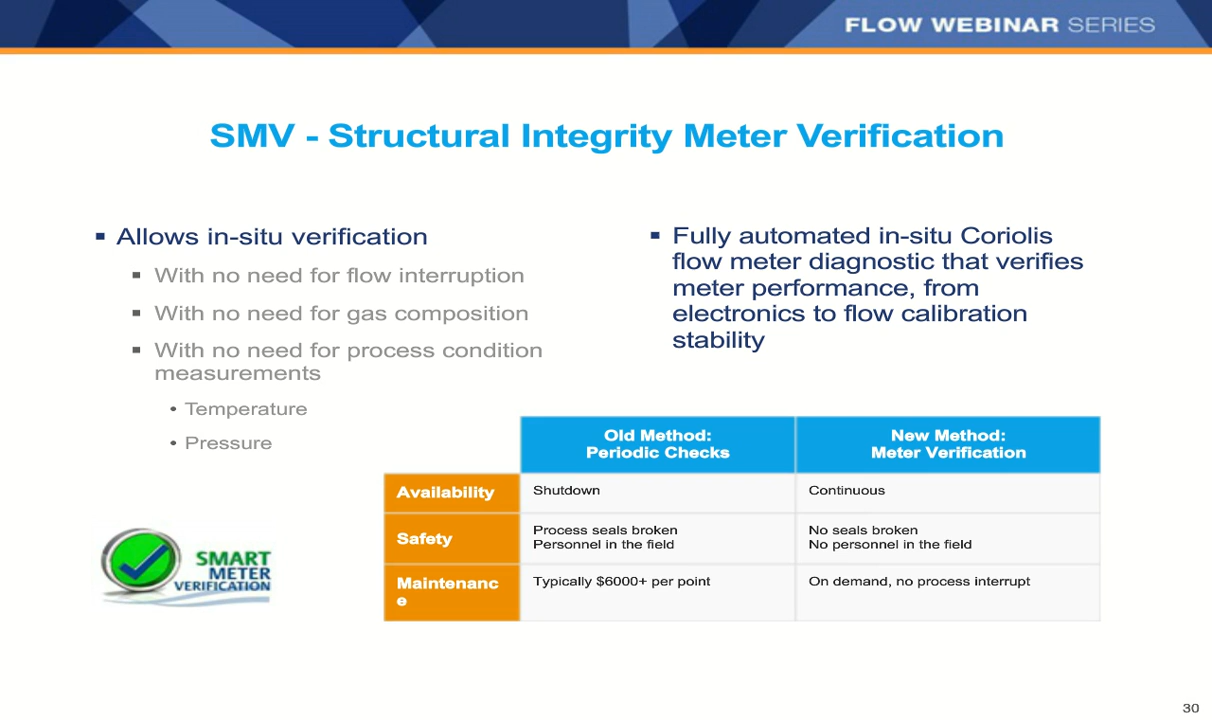 FLOW WEBINAR SERIES
SMV - Structural Integrity Meter Verification
▪ Allows in-situ verification
▪ With no need for flow interruption
▪ With no need for gas composition
▪ With no need for process condition
measurements
• Temperature
• Pressure
▪ Fully automated in-situ Coriolis
flow meter diagnostic that verifies
meter performance, from
electronics to flow calibration
stability
Old Method:
Periodic Checks
New Method:
Meter Verification
Availability
Shutdown
Continuous
Safety
Process seals broken
Personnel in the field
No seals broken
No personnel in the field
Maintenanc
e
Typically $6000+ per point
On demand, no process interrupt
SMART
METER
VERIFICATION
30